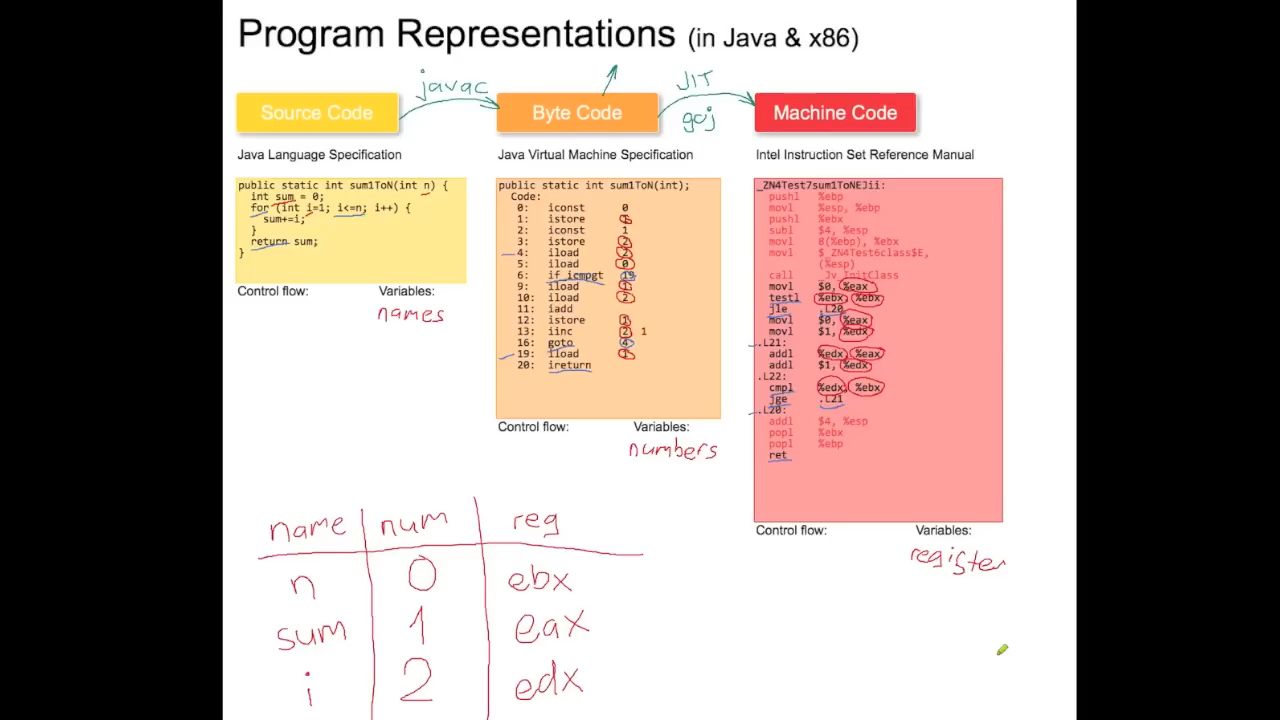 Program Representations (in Java & x86)
javac
JIT
gcj
Source Code
Byte Code
Machine Code
Java Language Specification
Java Virtual Machine Specification
Intel Instruction Set Reference Manual
public static int sum1ToN(int n) {
int sum = 0;
for (int i=1; i<=n; i++) {
sum+=i;
}
return sum;
}
Control flow:
Variables:
names
public static int sum1ToN(int);
Code:
0: iconst 0
1: istore 1
2: iconst 1
3: istore 2
4: iload 2
5: iload 0
6: if_icmpgt 19
9: iload 1
10: iload 2
11: iadd
12: istore 1
13: iinc 2 1
16: goto 4
19: iload 1
20: ireturn
Control flow:
Variables:
numbers
_ZN4Test7sum1ToNEJii:
pushl %ebp
movl %esp, %ebp
pushl %ebx
subl $4, %esp
movl 8(%ebp), %ebx
movl $_ZN4Test6class$E,
(%esp)
call _Jv_InitClass
movl $0, %eax
testl %ebx, %ebx
jle .L20
movl $0, %eax
movl $1, %edx
.L21:
addl %edx, %eax
addl $1, %edx
.L22:
cmpl %edx, %ebx
jge .L21
.L20:
addl $4, %esp
popl %ebx
popl %ebp
ret
Control flow:
Variables:
register
name num reg
n 0 ebx
sum 1 eax
i 2 edx